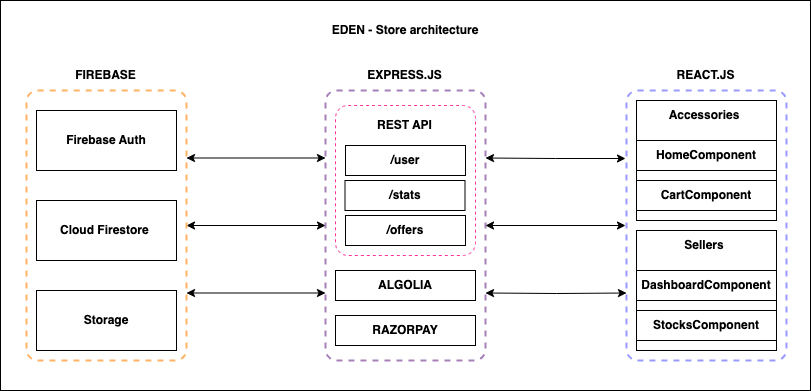 EDEN - Store architecture
FIREBASE
Firebase Auth
Cloud Firestore
Storage
EXPRESS.JS
REST API
/user
/stats
/offers
ALGOLIA
RAZORPAY
REACT.JS
Accessories
HomeComponent
CartComponent
Sellers
DashboardComponent
StocksComponent